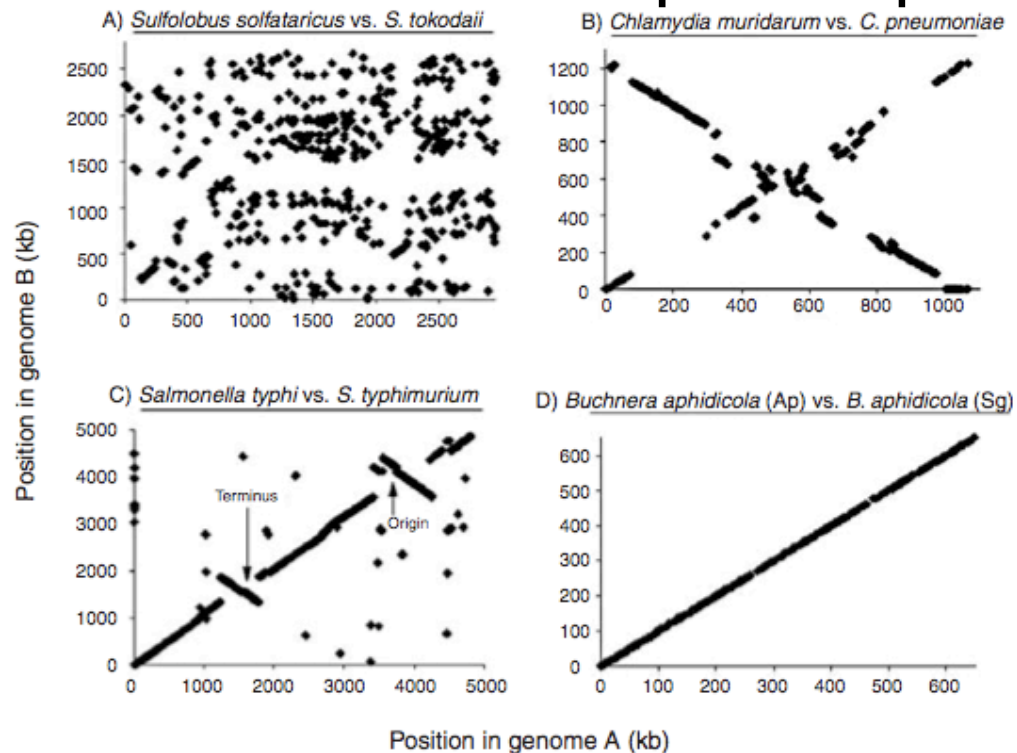 A) Sulfolobus solfataricus vs. S. tokodaii
B) Chlamydia muridarum vs. C. pneumoniae
2500
2000
1500
1000
500
0
0 500 1000 1500 2000 2500
1200
1000
800
600
400
200
0
0 200 400 600 800 1000
Position in genome B (kb)
C) Salmonella typhi vs. S. typhimurium
D) Buchnera aphidicola (Ap) vs. B. aphidicola (Sg)
5000
4000
3000
2000
1000
0
Terminus
Origin
0 1000 2000 3000 4000 5000
600
500
400
300
200
100
0
0 100 200 300 400 500 600
Position in genome A (kb)